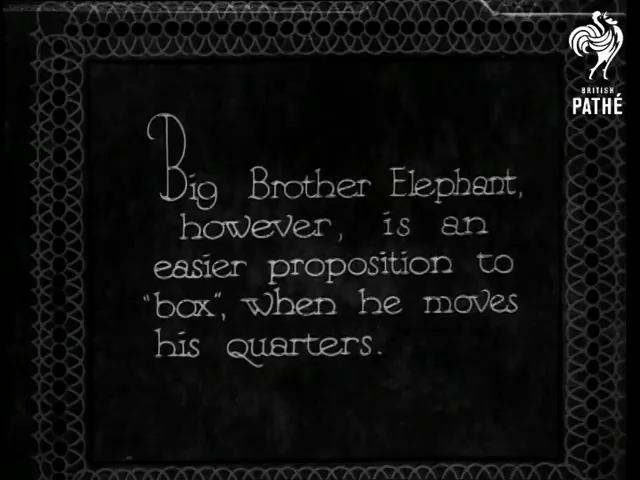 BRITISH
PATHÉ
Big Brother Elephant,
however, is an
easier proposition to
"box", when he moves
his quarters.